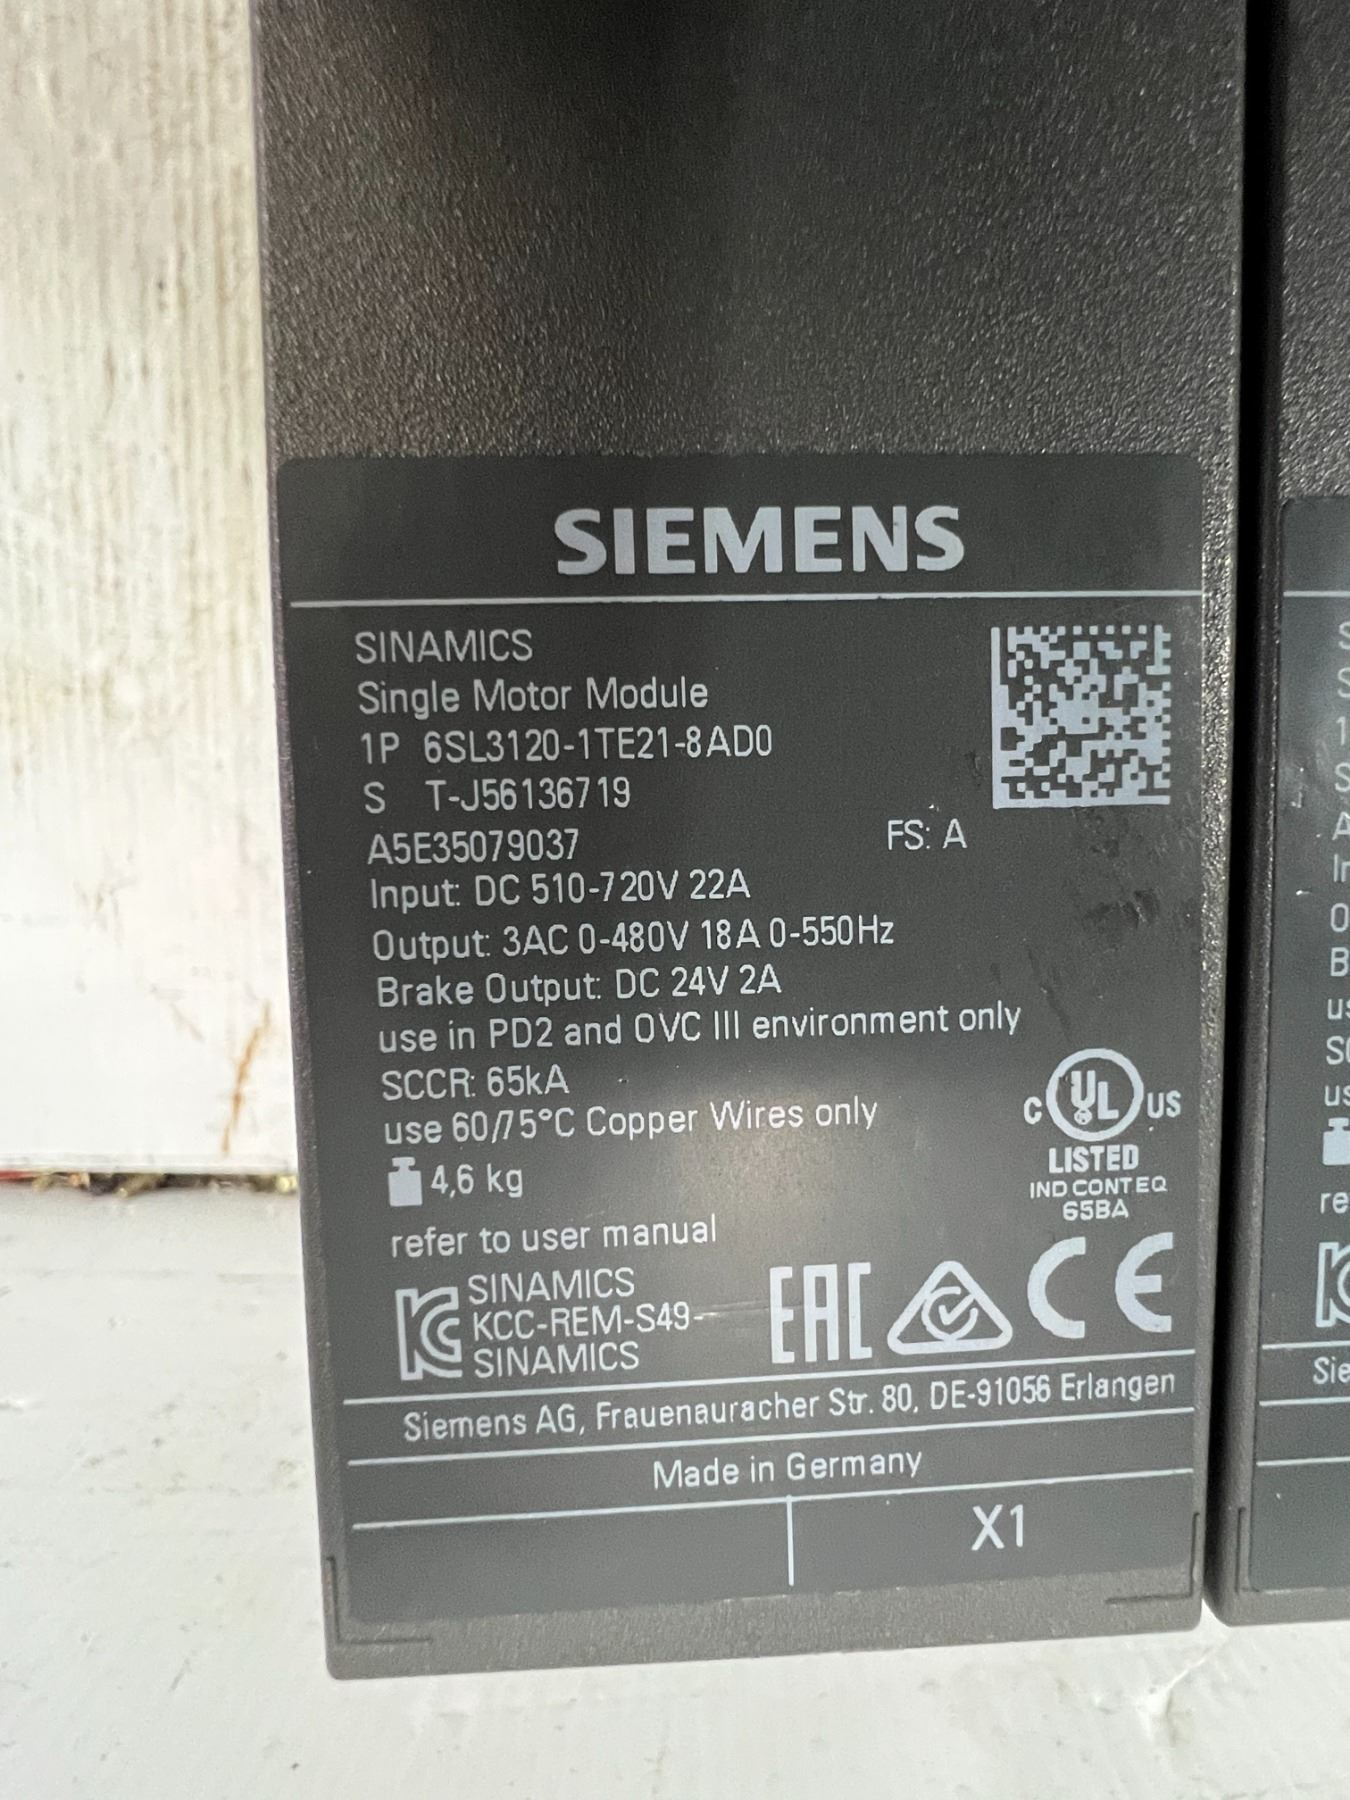 SIEMENS
SINAMICS
Single Motor Module
1P 6SL3120-1TE21-8AD0
S T-J56136719
A5E35079037 FS: A
Input: DC 510-720V 22A
Output: 3AC 0-480V 18A 0-550Hz
Brake Output: DC 24V 2A
use in PD2 and OVC III environment only
SCCR: 65kA
use 60/75°C Copper Wires only
C UL US
LISTED
IND CONT EQ
65BA
4,6 kg
refer to user manual
SINAMICS
KCC-REM-S49-
SINAMICS
EAC CE
Siemens AG, Frauenauracher Str. 80, DE-91056 Erlangen
Made in Germany
X1